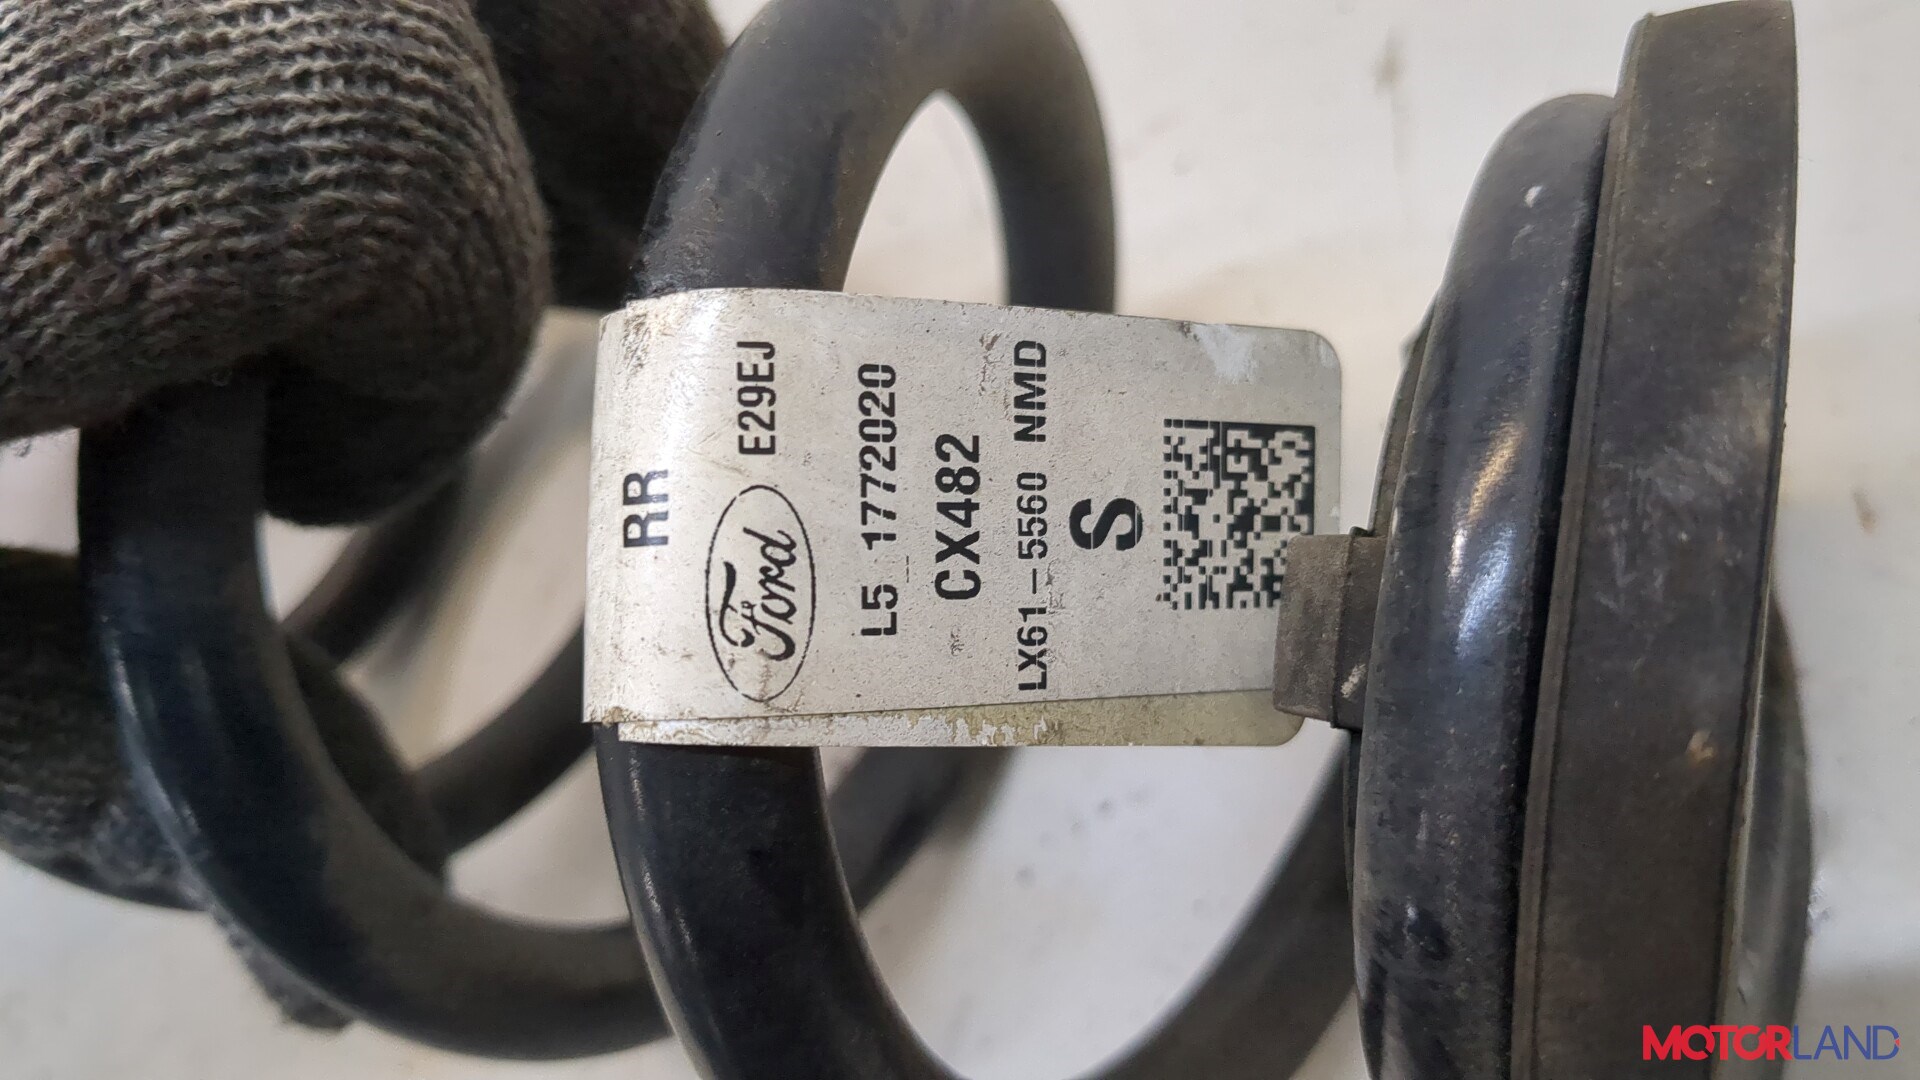 RR
Ford E29EJ
L5 1772020
CX482
LX61-5560 NMD
S
MOTORLAND